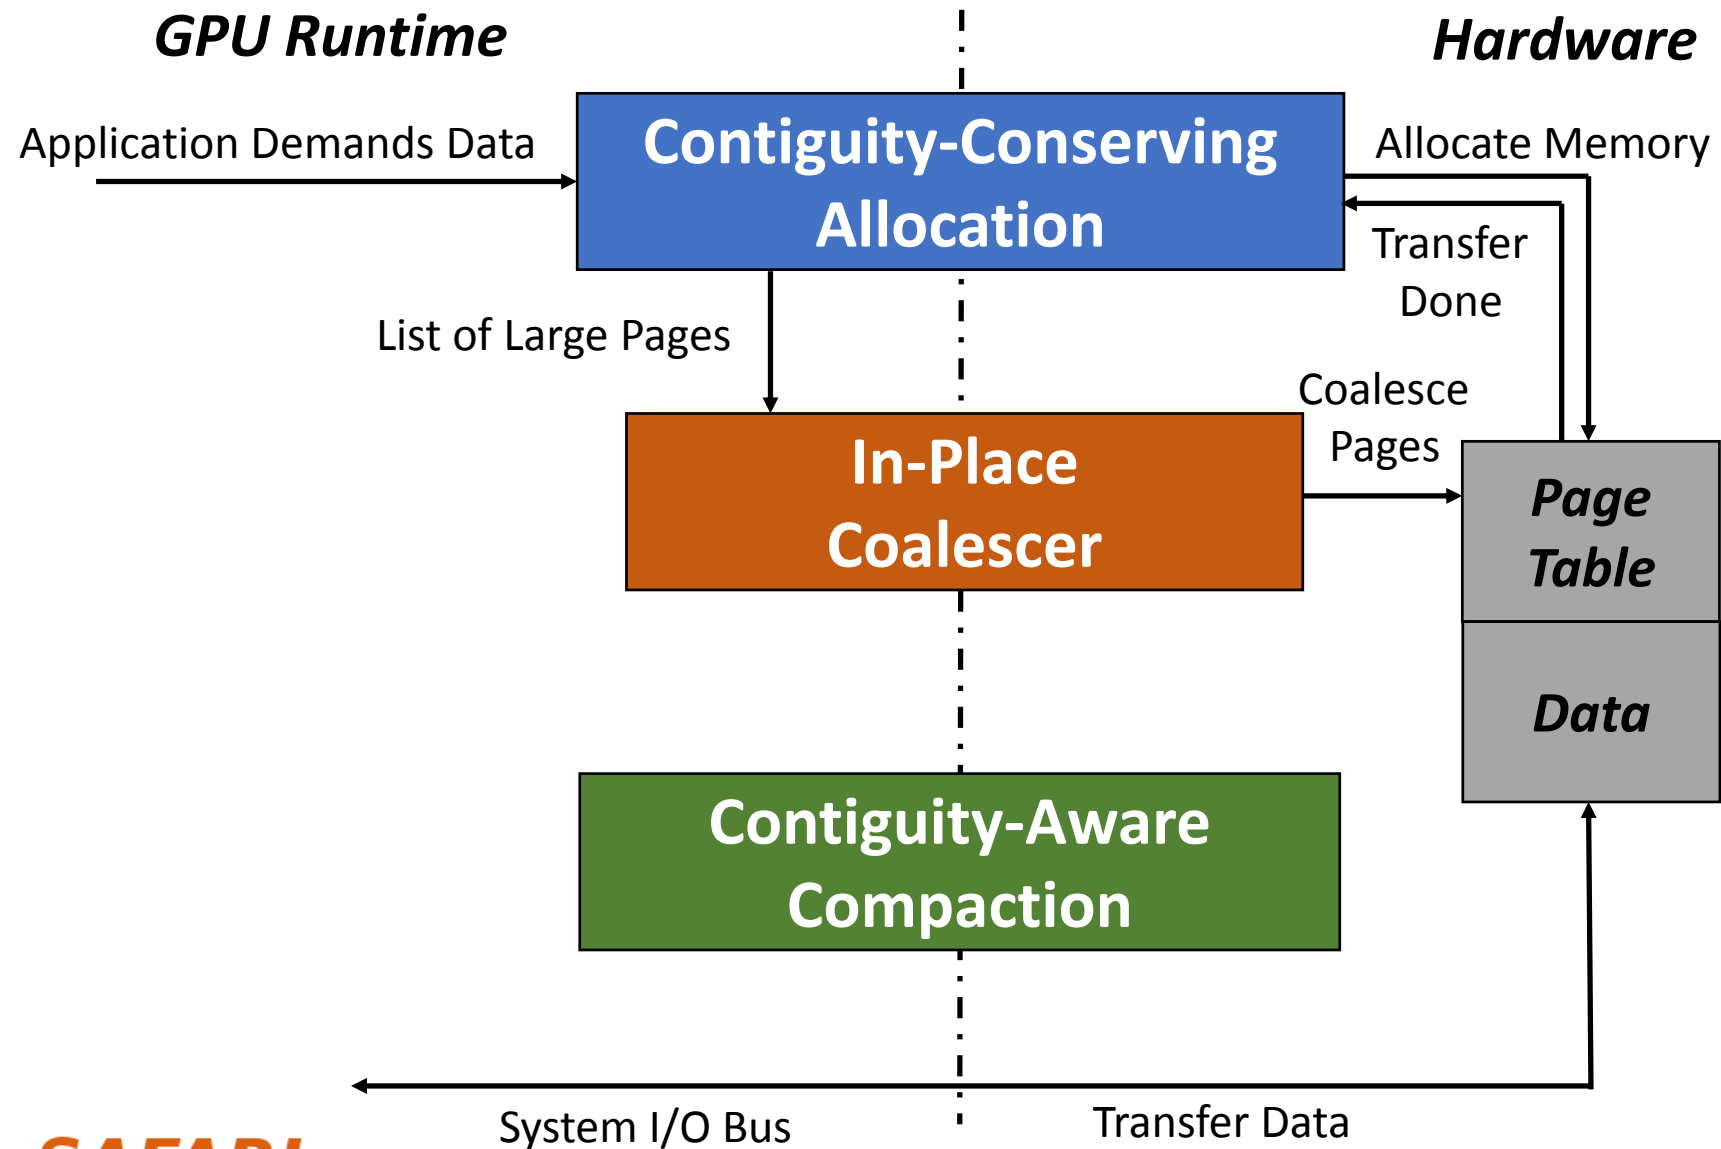 GPU Runtime
Hardware
Application Demands Data
Contiguity-Conserving
Allocation
Allocate Memory
Transfer
Done
List of Large Pages
Coalesce
Pages
In-Place
Coalescer
Page
Table
Data
Contiguity-Aware
Compaction
System I/O Bus
Transfer Data
SAFARI